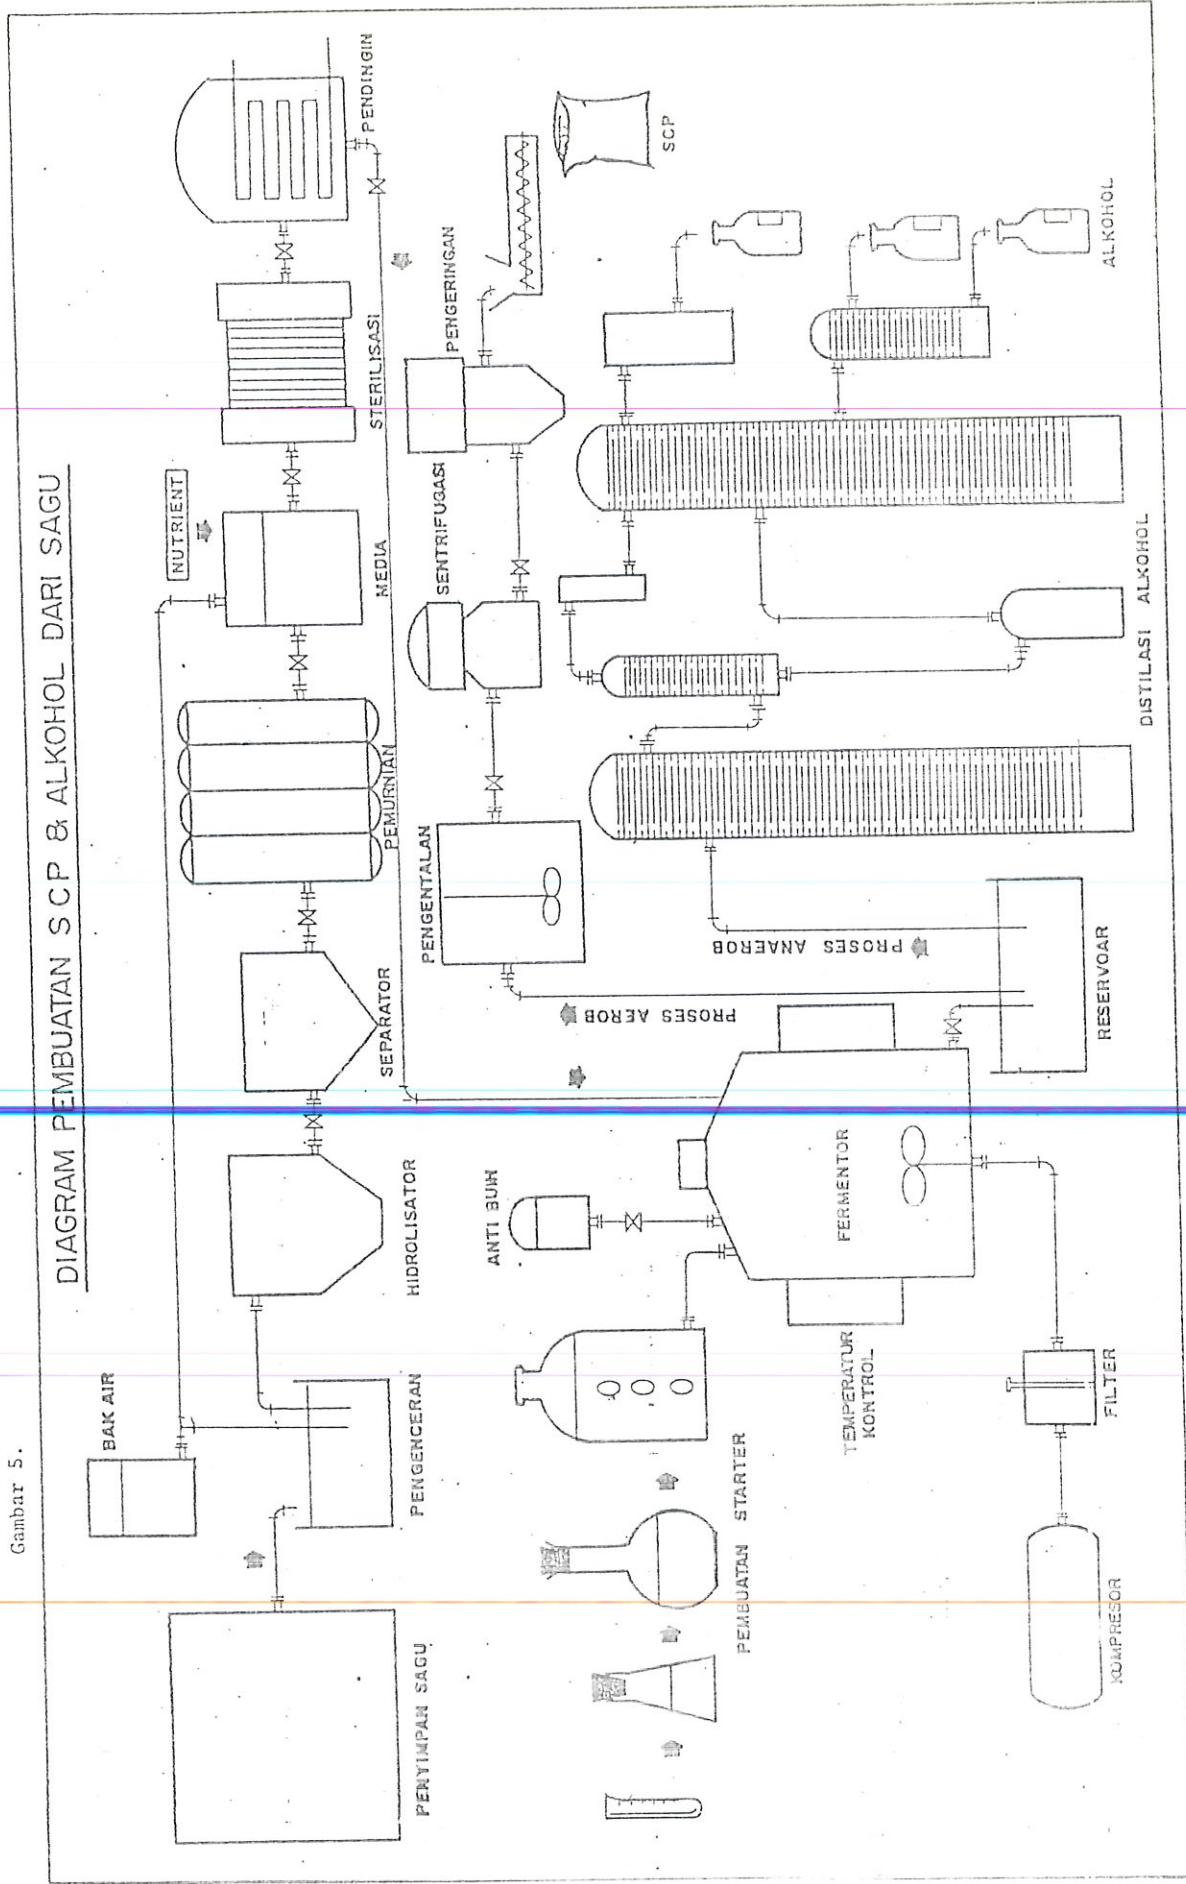 Gambar 5.
DIAGRAM PEMBUATAN SCP & ALKOHOL DARI SAGU
BAK AIR
NUTRIENT
PENYIMPAN SAGU
PENGENCERAN
HIDROLISATOR
SEPARATOR
PEMURNIAN
MEDIA
STERILISASI
PENDINGIN
ANTI BUIH
PENGENTALAN
SENTRIFUGASI
PENGERINGAN
SCP
PROSES AEROB
PROSES ANAEROB
PEMBUATAN STARTER
TEMPERATUR
KONTROL
FERMENTOR
KOMPRESOR
FILTER
RESERVOAR
DISTILASI ALKOHOL
ALKOHOL